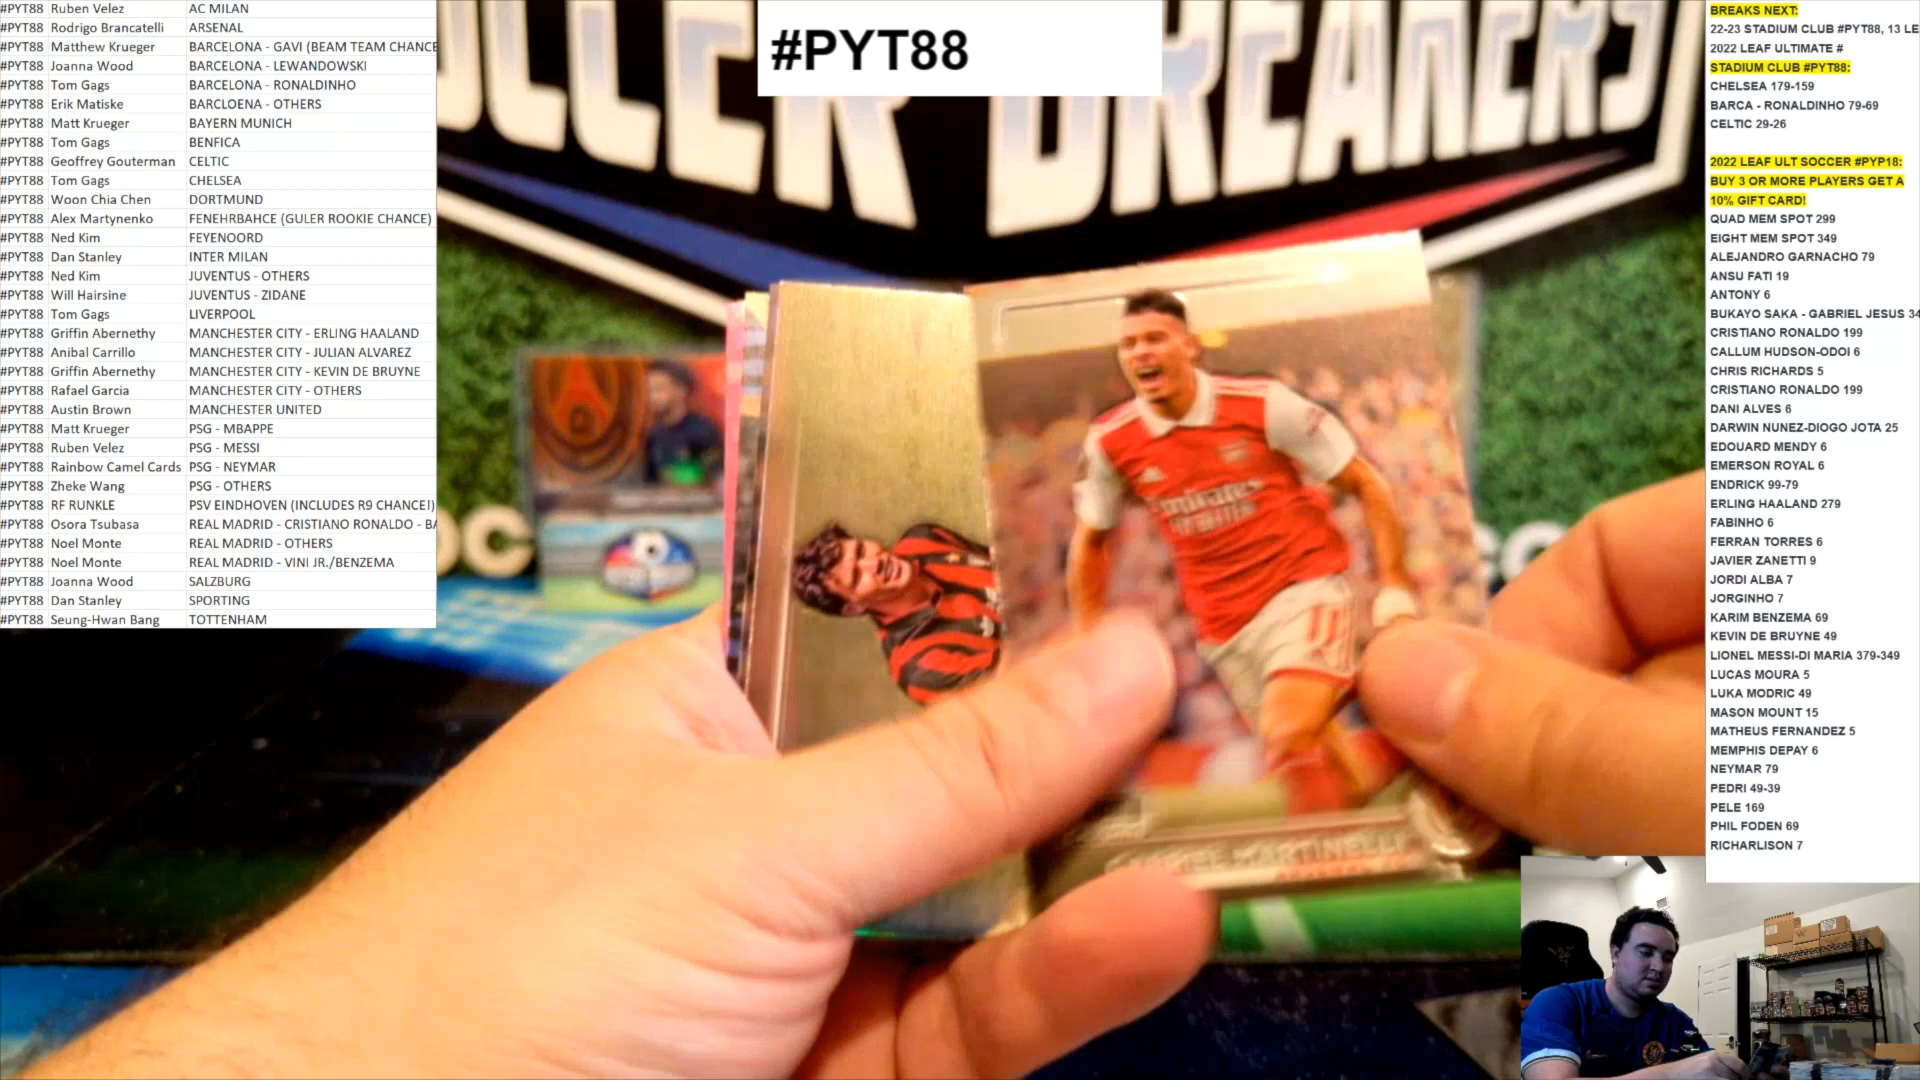 #PYT88 Ruben Velez AC MILAN
#PYT88 Rodrigo Brancatelli ARSENAL
#PYT88 Matthew Krueger BARCELONA - GAVI (BEAM TEAM CHANCE
#PYT88 Joanna Wood BARCELONA - LEWANDOWSKI
#PYT88 Tom Gags BARCELONA - RONALDINHO
#PYT88 Erik Matiske BARCLOENA - OTHERS
#PYT88 Matt Krueger BAYERN MUNICH
#PYT88 Tom Gags BENFICA
#PYT88 Geoffrey Gouterman CELTIC
#PYT88 Tom Gags CHELSEA
#PYT88 Woon Chia Chen DORTMUND
#PYT88 Alex Martynenko FENEHRBAHCE (GULER ROOKIE CHANCE)
#PYT88 Ned Kim FEYENOORD
#PYT88 Dan Stanley INTER MILAN
#PYT88 Ned Kim JUVENTUS - OTHERS
#PYT88 Will Hairsine JUVENTUS - ZIDANE
#PYT88 Tom Gags LIVERPOOL
#PYT88 Griffin Abernethy MANCHESTER CITY - ERLING HAALAND
#PYT88 Anibal Carrillo MANCHESTER CITY - JULIAN ALVAREZ
#PYT88 Griffin Abernethy MANCHESTER CITY - KEVIN DE BRUYNE
#PYT88 Rafael Garcia MANCHESTER CITY - OTHERS
#PYT88 Austin Brown MANCHESTER UNITED
#PYT88 Matt Krueger PSG - MBAPPE
#PYT88 Ruben Velez PSG - MESSI
#PYT88 Rainbow Camel Cards PSG - NEYMAR
#PYT88 Zheke Wang PSG - OTHERS
#PYT88 RF RUNKLE PSV EINDHOVEN (INCLUDES R9 CHANCE!)
#PYT88 Osora Tsubasa REAL MADRID - CRISTIANO RONALDO - BA
#PYT88 Noel Monte REAL MADRID - OTHERS
#PYT88 Noel Monte REAL MADRID - VINI JR./BENZEMA
#PYT88 Joanna Wood SALZBURG
#PYT88 Dan Stanley SPORTING
#PYT88 Seung-Hwan Bang TOTTENHAM
#PYT88
SOCCER BREAKERS
Emirates
GABRIEL MARTINELLI
BREAKS NEXT:
22-23 STADIUM CLUB #PYT88, 13 LE
2022 LEAF ULTIMATE #
STADIUM CLUB #PYT88:
CHELSEA 179-159
BARCA - RONALDINHO 79-69
CELTIC 29-26
2022 LEAF ULT SOCCER #PYP18:
BUY 3 OR MORE PLAYERS GET A
10% GIFT CARD!
QUAD MEM SPOT 299
EIGHT MEM SPOT 349
ALEJANDRO GARNACHO 79
ANSU FATI 19
ANTONY 6
BUKAYO SAKA - GABRIEL JESUS 34
CRISTIANO RONALDO 199
CALLUM HUDSON-ODOI 6
CHRIS RICHARDS 5
CRISTIANO RONALDO 199
DANI ALVES 6
DARWIN NUNEZ-DIOGO JOTA 25
EDOUARD MENDY 6
EMERSON ROYAL 6
ENDRICK 99-79
ERLING HAALAND 279
FABINHO 6
FERRAN TORRES 6
JAVIER ZANETTI 9
JORDI ALBA 7
JORGINHO 7
KARIM BENZEMA 69
KEVIN DE BRUYNE 49
LIONEL MESSI-DI MARIA 379-349
LUCAS MOURA 5
LUKA MODRIC 49
MASON MOUNT 15
MATHEUS FERNANDEZ 5
MEMPHIS DEPAY 6
NEYMAR 79
PEDRI 49-39
PELE 169
PHIL FODEN 69
RICHARLISON 7